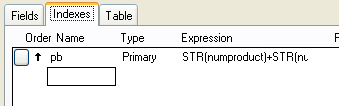 Fields Indexes Table
Order Name Type Expression F
pb Primary STR(numproduct)+STR(nu